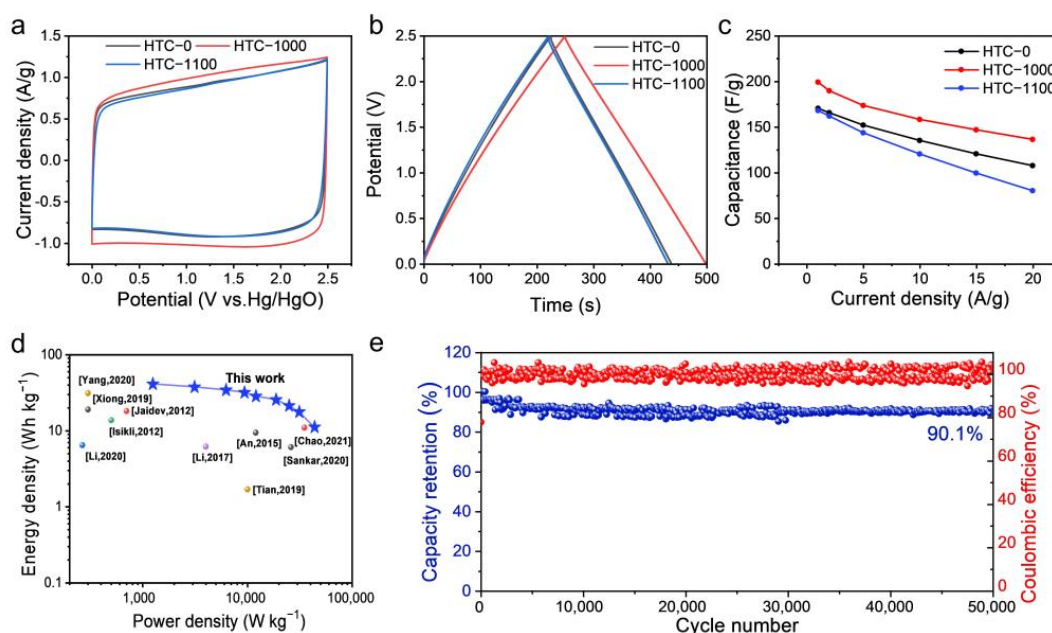 a
Current density (A/g)
1.5
1.0
0.5
0.0
-0.5
-1.0
HTC-0
HTC-1000
HTC-1100
0.0 0.5 1.0 1.5 2.0 2.5
Potential (V vs.Hg/HgO)
b
Potential (V)
2.5
2.0
1.5
1.0
0.5
0.0
HTC-0
HTC-1000
HTC-1100
0 100 200 300 400 500
Time (s)
c
Capacitance (F/g)
250
200
150
100
50
0
HTC-0
HTC-1000
HTC-1100
0 5 10 15 20
Current density (A/g)
d
Energy density (Wh kg⁻¹)
100
10
1
0.1
This work
[Yang,2020]
[Xiong,2019]
[Jaidev,2012]
[Isikli,2012]
[Li,2020]
[Li,2017]
[An,2015]
[Chao,2021]
[Sankar,2020]
[Tian,2019]
1,000 10,000 100,000
Power density (W kg⁻¹)
e
Capacity retention (%)
120
100
80
60
40
20
0
90.1%
100
80
60
40
20
0
Coulombic efficiency (%)
0 10,000 20,000 30,000 40,000 50,000
Cycle number